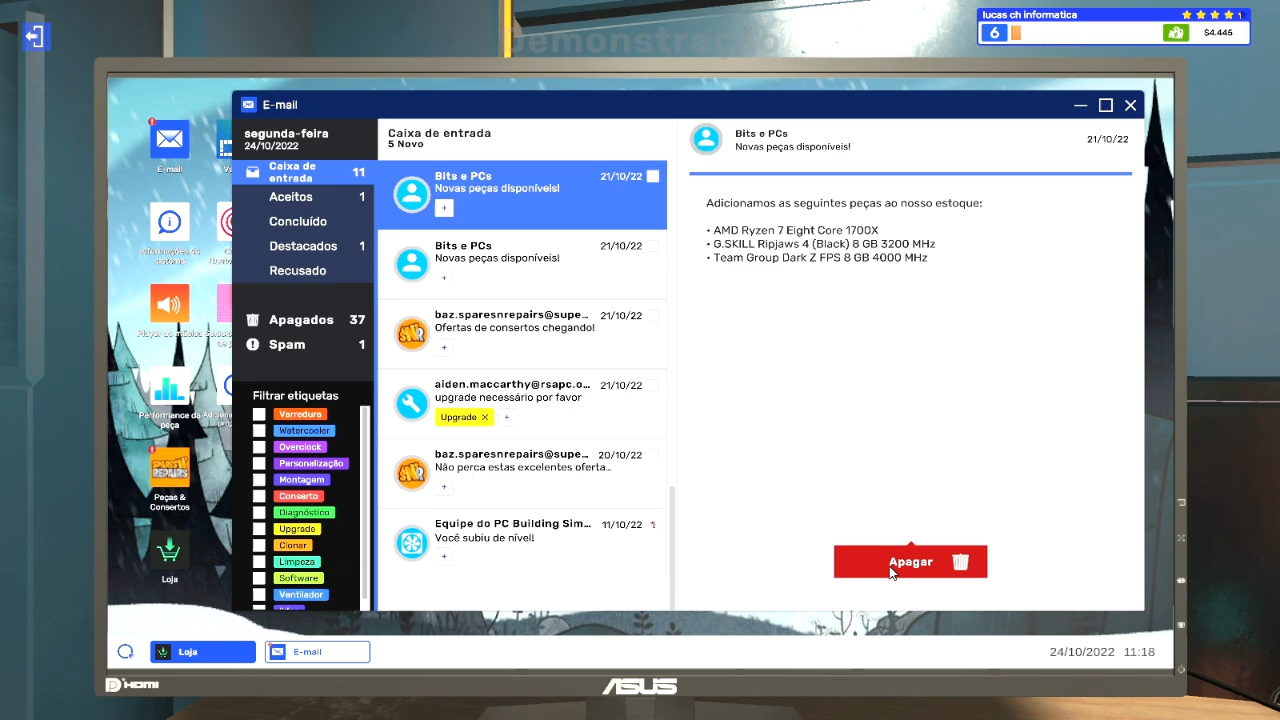 lucas ch informatica
6
$4.445
E-mail
segunda-feira
24/10/2022
Caixa de entrada 11
Aceitos 1
Concluído
Destacados 1
Recusado
Apagados 37
Spam 1
Filtrar etiquetas
Varredura
Watercooler
Overclock
Personalização
Montagem
Conserto
Diagnóstico
Upgrade
Clonar
Limpeza
Software
Ventilador
Caixa de entrada
5 Novo
Bits e PCs 21/10/22
Novas peças disponíveis!
+
Bits e PCs 21/10/22
Novas peças disponíveis!
+
baz.sparesnrepairs@supe... 21/10/22
Ofertas de consertos chegando!
+
aiden.maccarthy@rsapc.o... 21/10/22
upgrade necessário por favor
Upgrade X +
baz.sparesnrepairs@supe... 20/10/22
Não perca estas excelentes oferta...
+
Equipe do PC Building Sim... 11/10/22
Você subiu de nível!
+
Bits e PCs 21/10/22
Novas peças disponíveis!
Adicionamos as seguintes peças ao nosso estoque:
• AMD Ryzen 7 Eight Core 1700X
• G.SKILL Ripjaws 4 (Black) 8 GB 3200 MHz
• Team Group Dark Z FPS 8 GB 4000 MHz
Apagar
E-mail
Informações do sistema
Performance da peça
SPARES REPAIRS
Peças & Consertos
Loja
Loja
E-mail
24/10/2022 11:18
HDMI
ASUS